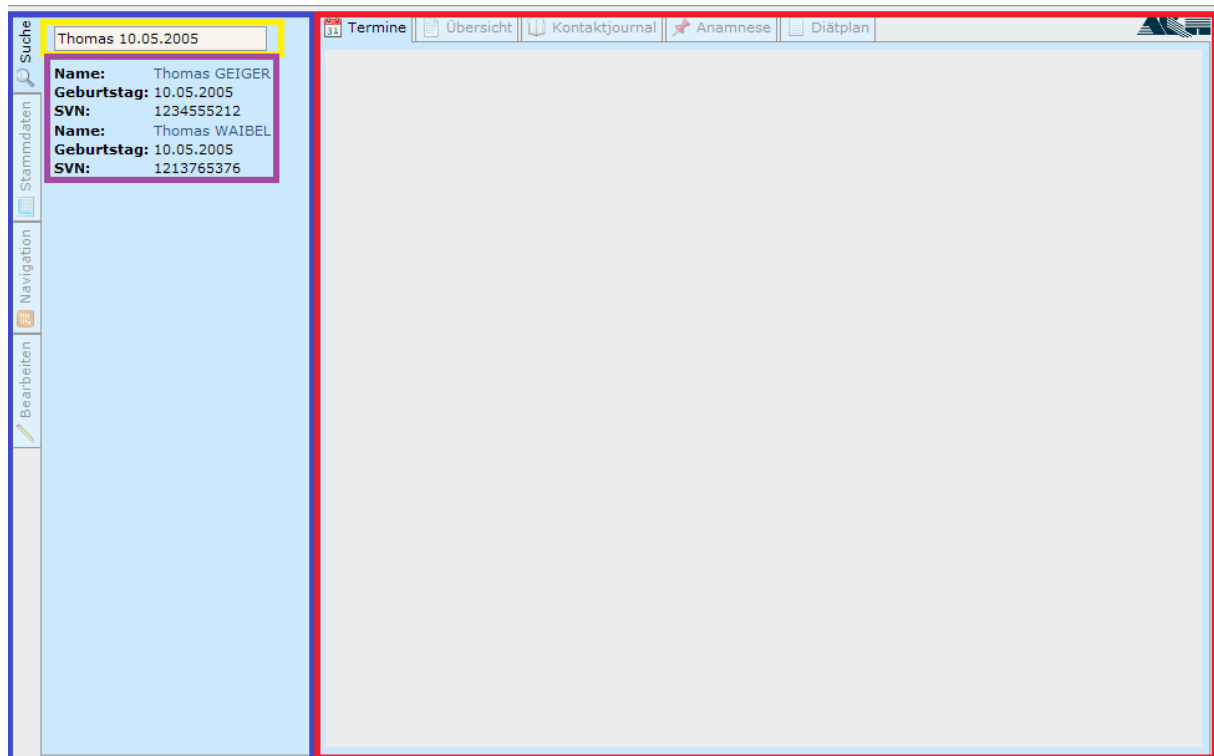 Suche
Stammdaten
Navigation
Bearbeiten
Thomas 10.05.2005
Name: Thomas GEIGER
Geburtstag: 10.05.2005
SVN: 1234555212
Name: Thomas WAIBEL
Geburtstag: 10.05.2005
SVN: 1213765376
31 Termine Übersicht Kontaktjournal Anamnese Diätplan